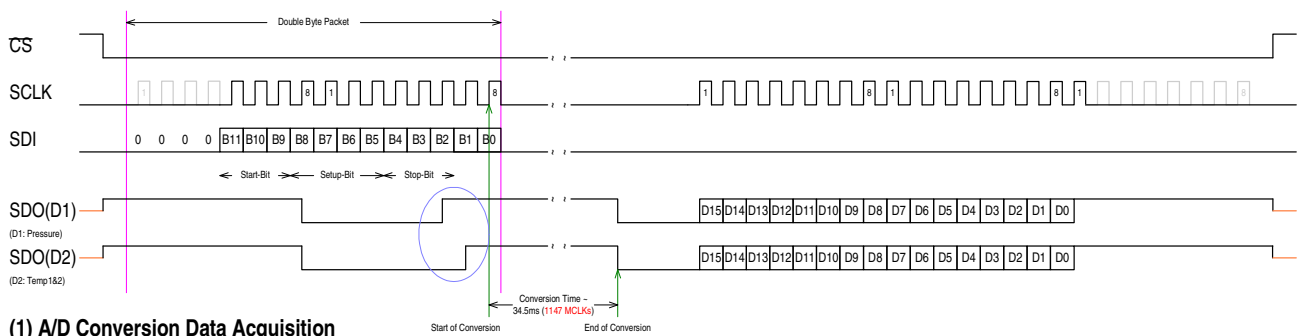 Double Byte Packet
CS
SCLK
1 8 1 8 1 8 1 8 1 8
SDI
0 0 0 0 B11 B10 B9 B8 B7 B6 B5 B4 B3 B2 B1 B0
Start-Bit Setup-Bit Stop-Bit
SDO(D1)
(D1: Pressure)
D15 D14 D13 D12 D11 D10 D9 D8 D7 D6 D5 D4 D3 D2 D1 D0
SDO(D2)
(D2: Temp1&2)
D15 D14 D13 D12 D11 D10 D9 D8 D7 D6 D5 D4 D3 D2 D1 D0
Conversion Time ~
34.5ms (1147 MCLKs)
(1) A/D Conversion Data Acquisition
Start of Conversion
End of Conversion